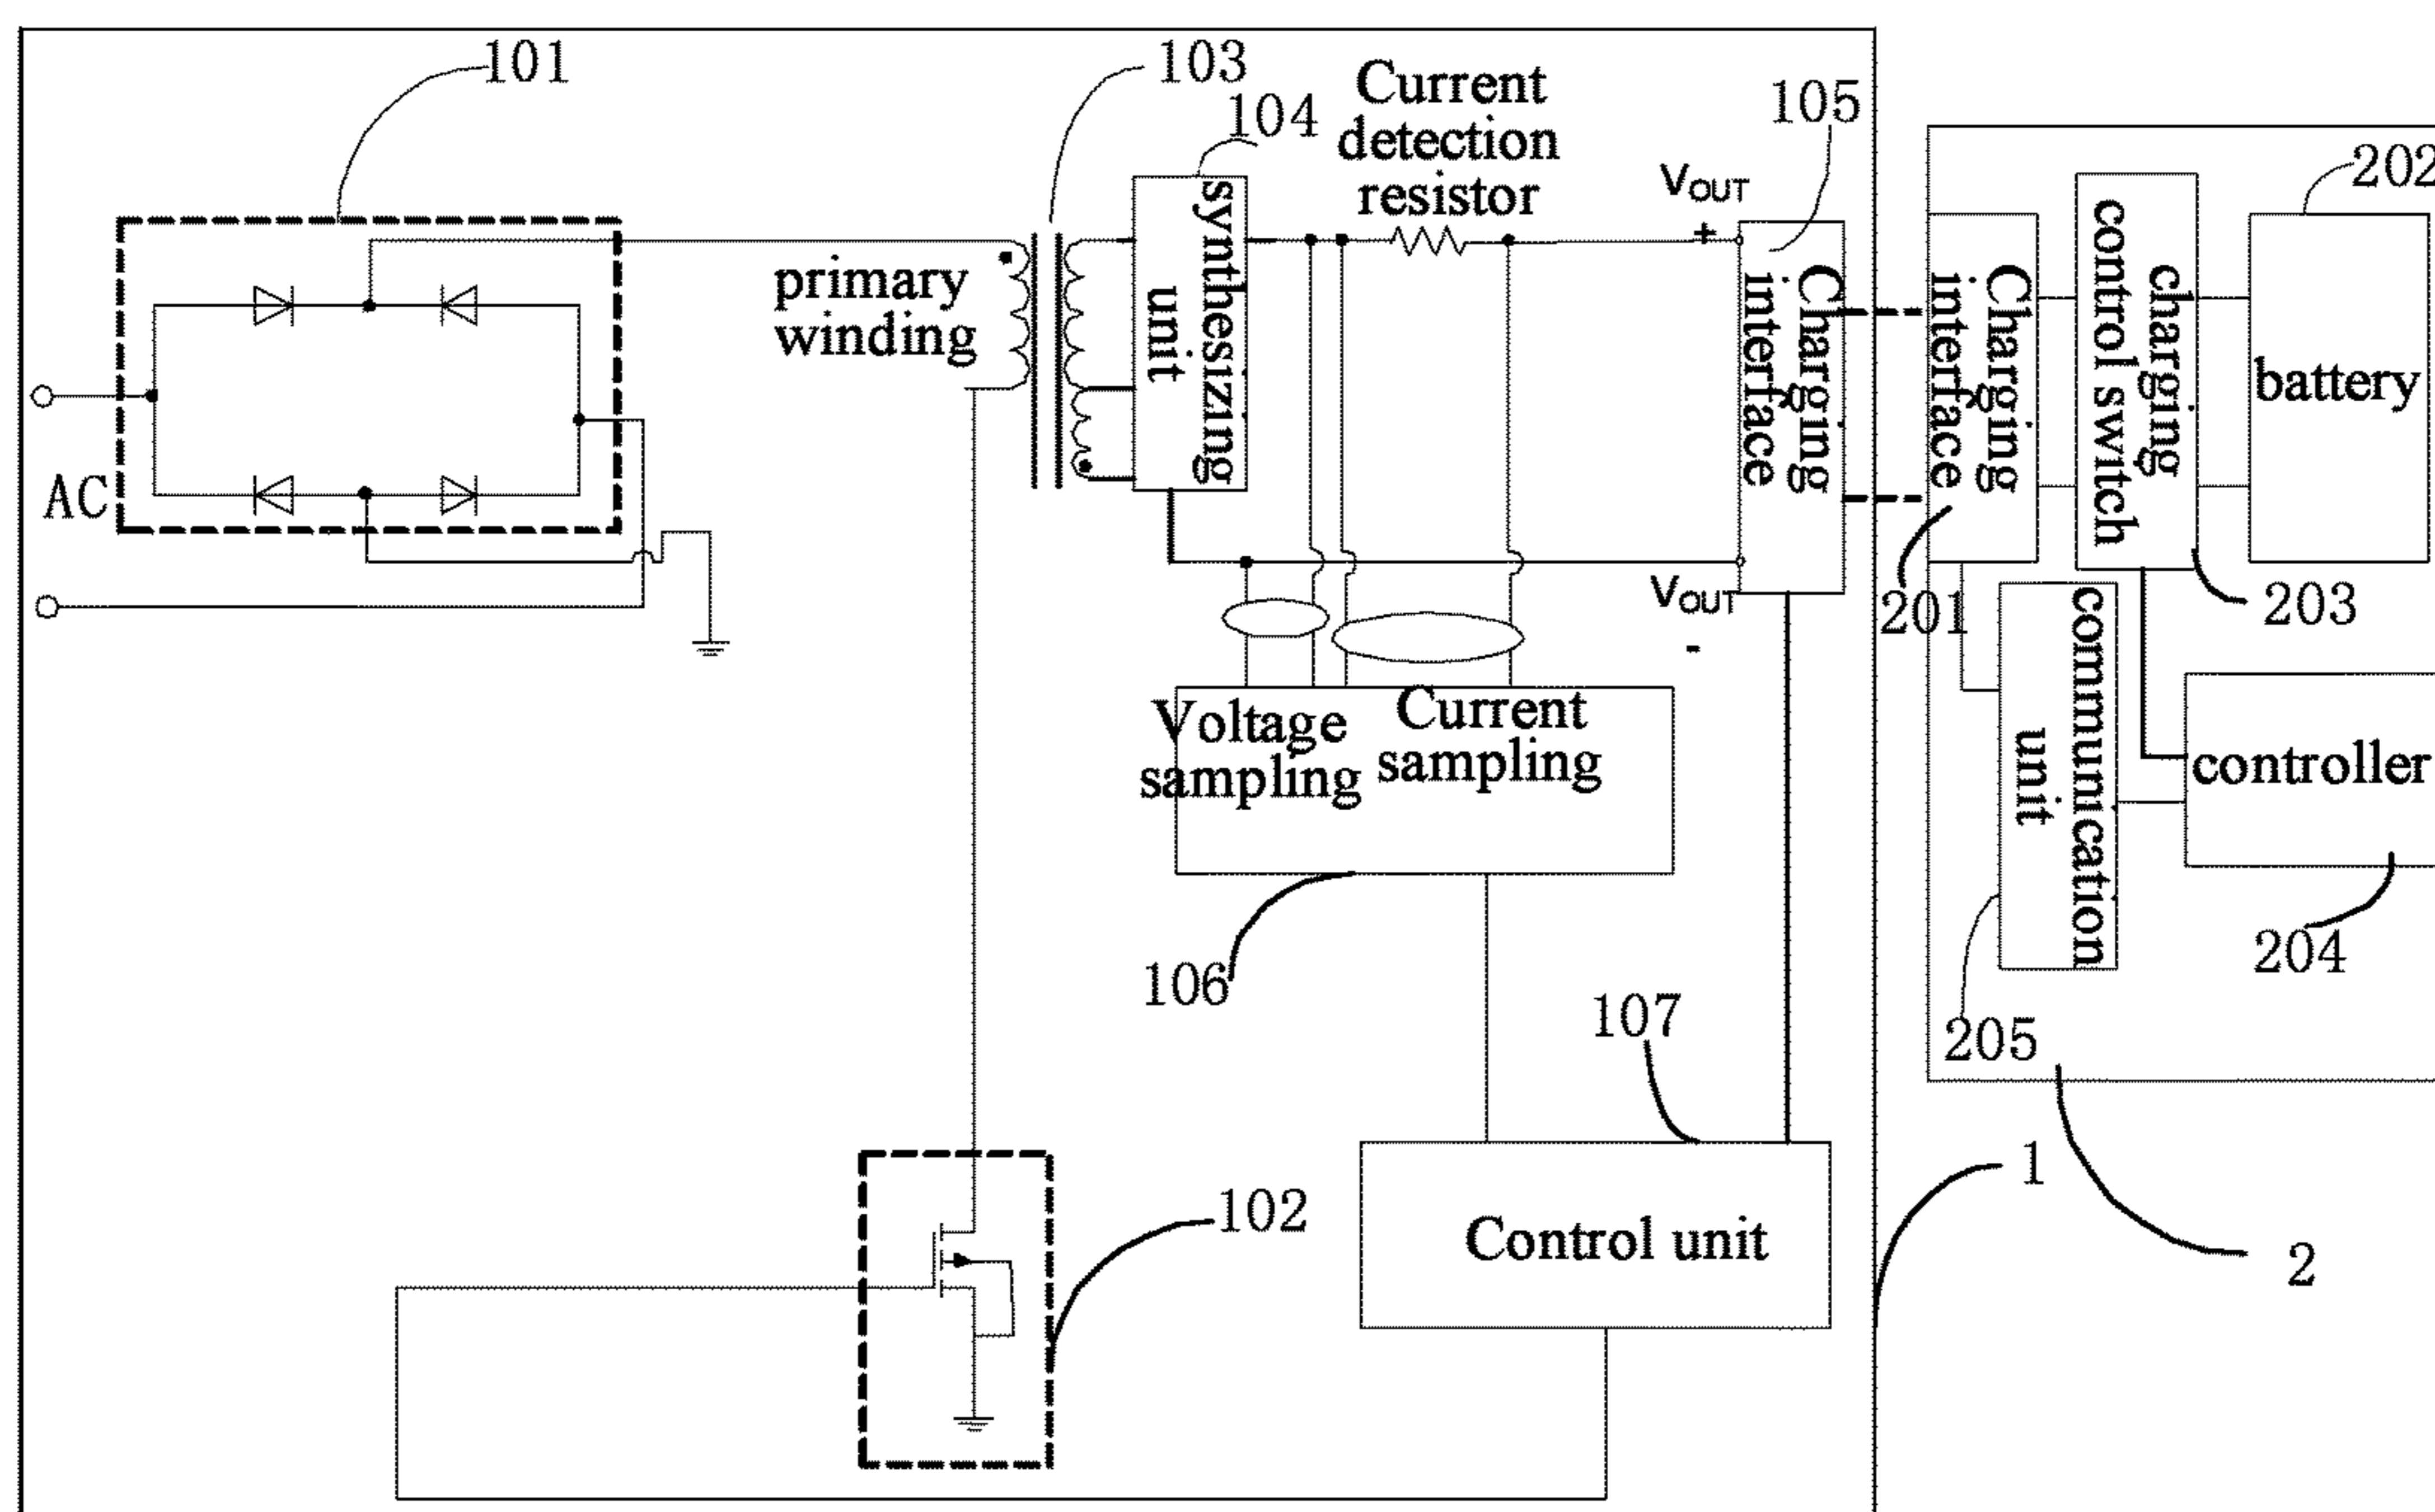 101
103
104
Current
detection
resistor
105
VOUT
+
202
primary
winding
synthesizing
unit
Charging
interface
Charging
interface
charging
control switch
battery
AC
VOUT
-
201
203
Voltage
sampling
Current
sampling
communication
unit
controller
106
107
204
205
102
Control unit
1
2